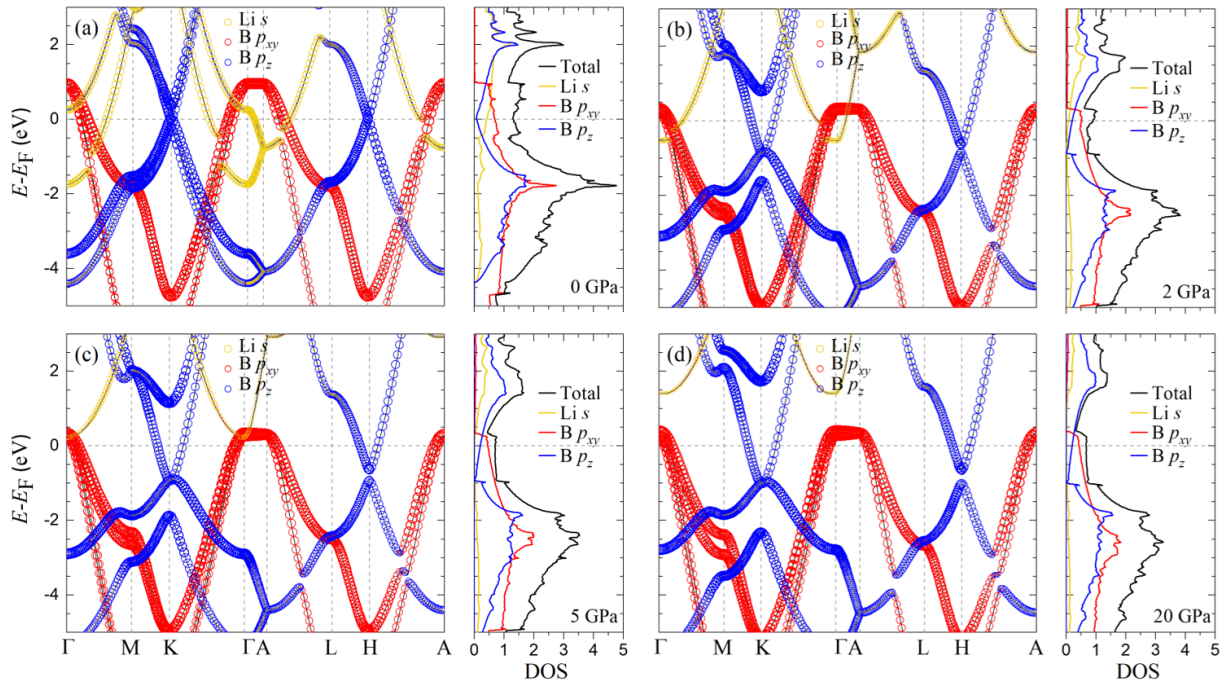 (a)
Li s
B pxy
B pz
E-EF (eV)
2
0
-2
-4
Total
Li s
B pxy
B pz
0 GPa
(b)
Li s
B pxy
B pz
Total
Li s
B pxy
B pz
2 GPa
(c)
Li s
B pxy
B pz
E-EF (eV)
2
0
-2
-4
Γ M K Γ A L H A
Total
Li s
B pxy
B pz
5 GPa
0 1 2 3 4 5
DOS
(d)
Li s
B pxy
B pz
Γ M K Γ A L H A
Total
Li s
B pxy
B pz
20 GPa
0 1 2 3 4 5
DOS